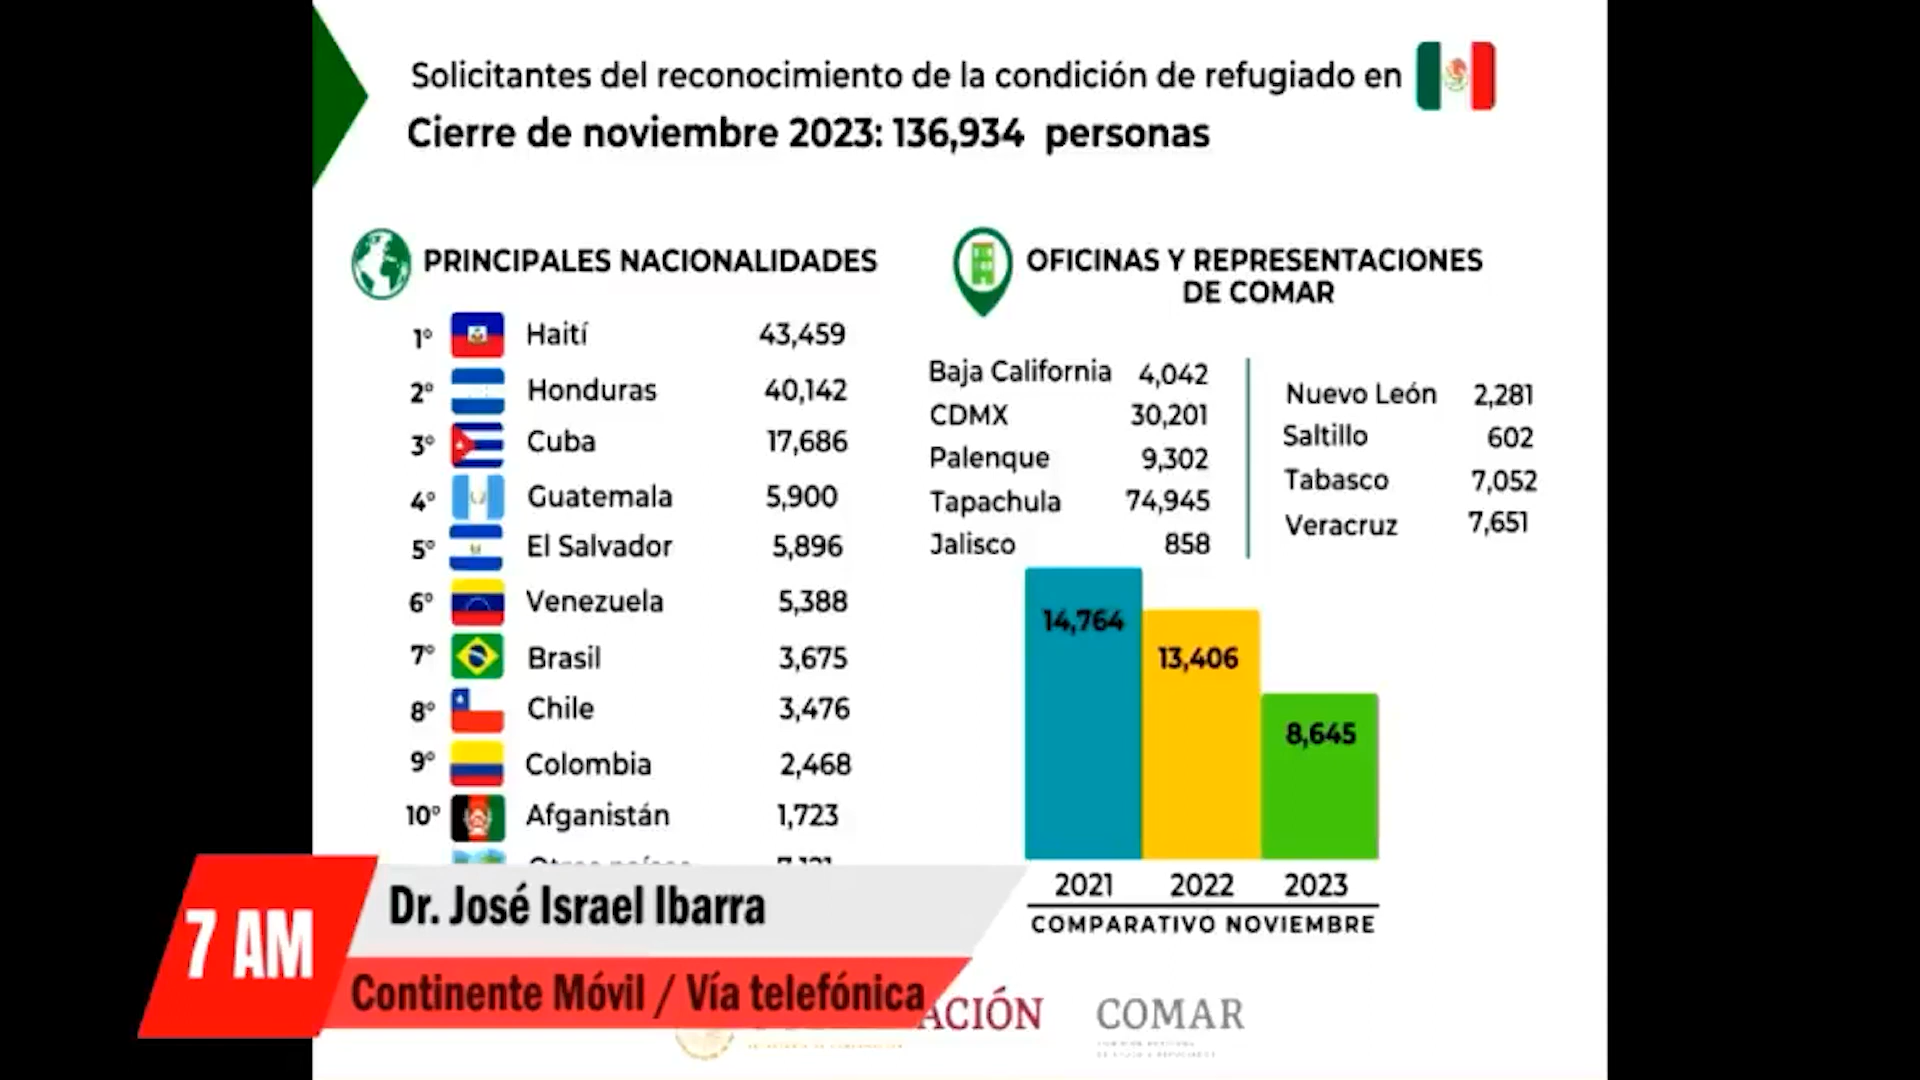 Solicitantes del reconocimiento de la condición de refugiado en
Cierre de noviembre 2023: 136,934 personas
PRINCIPALES NACIONALIDADES
1° Haití 43,459
2° Honduras 40,142
3° Cuba 17,686
4° Guatemala 5,900
5° El Salvador 5,896
6° Venezuela 5,388
7° Brasil 3,675
8° Chile 3,476
9° Colombia 2,468
10° Afganistán 1,723
OFICINAS Y REPRESENTACIONES
DE COMAR
Baja California 4,042
CDMX 30,201
Palenque 9,302
Tapachula 74,945
Jalisco 858
Nuevo León 2,281
Saltillo 602
Tabasco 7,052
Veracruz 7,651
14,764
13,406
8,645
2021 2022 2023
COMPARATIVO NOVIEMBRE
7 AM
Dr. José Israel Ibarra
Continente Móvil / Vía telefónica
ACIÓN
COMAR